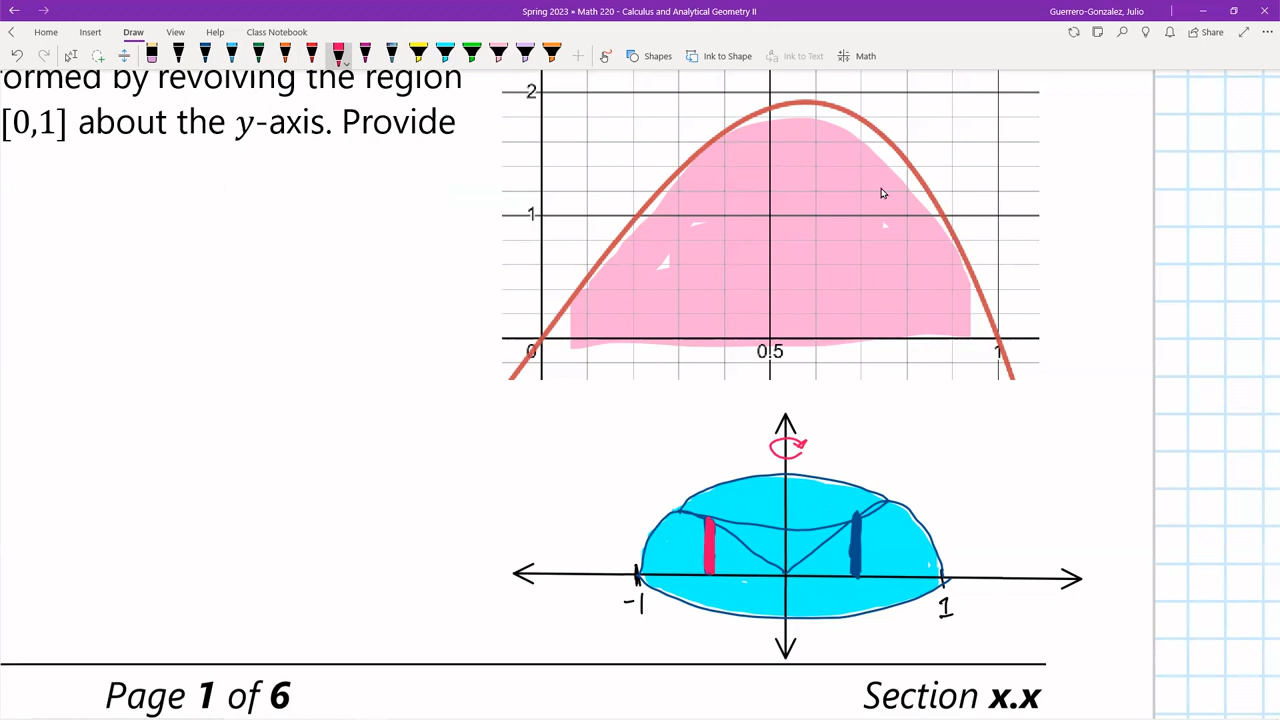 Spring 2023 » Math 220 - Calculus and Analytical Geometry II
Guerrero-Gonzalez, Julio
Home Insert Draw View Help Class Notebook
Share
Shapes Ink to Shape Ink to Text Math
ormed by revolving the region
[0,1] about the y-axis. Provide
2
1
0 0.5 1
-1 1
Page 1 of 6 Section x.x